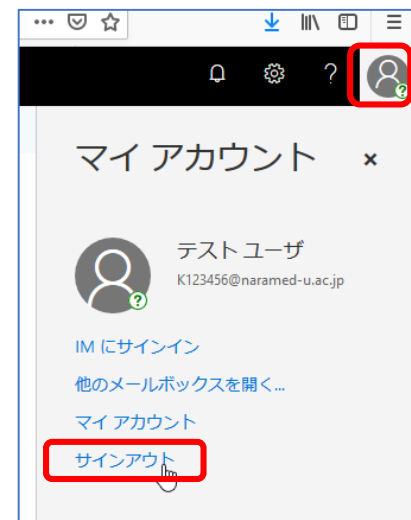 マイ アカウント ×
テスト ユーザ
K123456@naramed-u.ac.jp
IM にサインイン
他のメールボックスを開く...
マイ アカウント
サインアウト